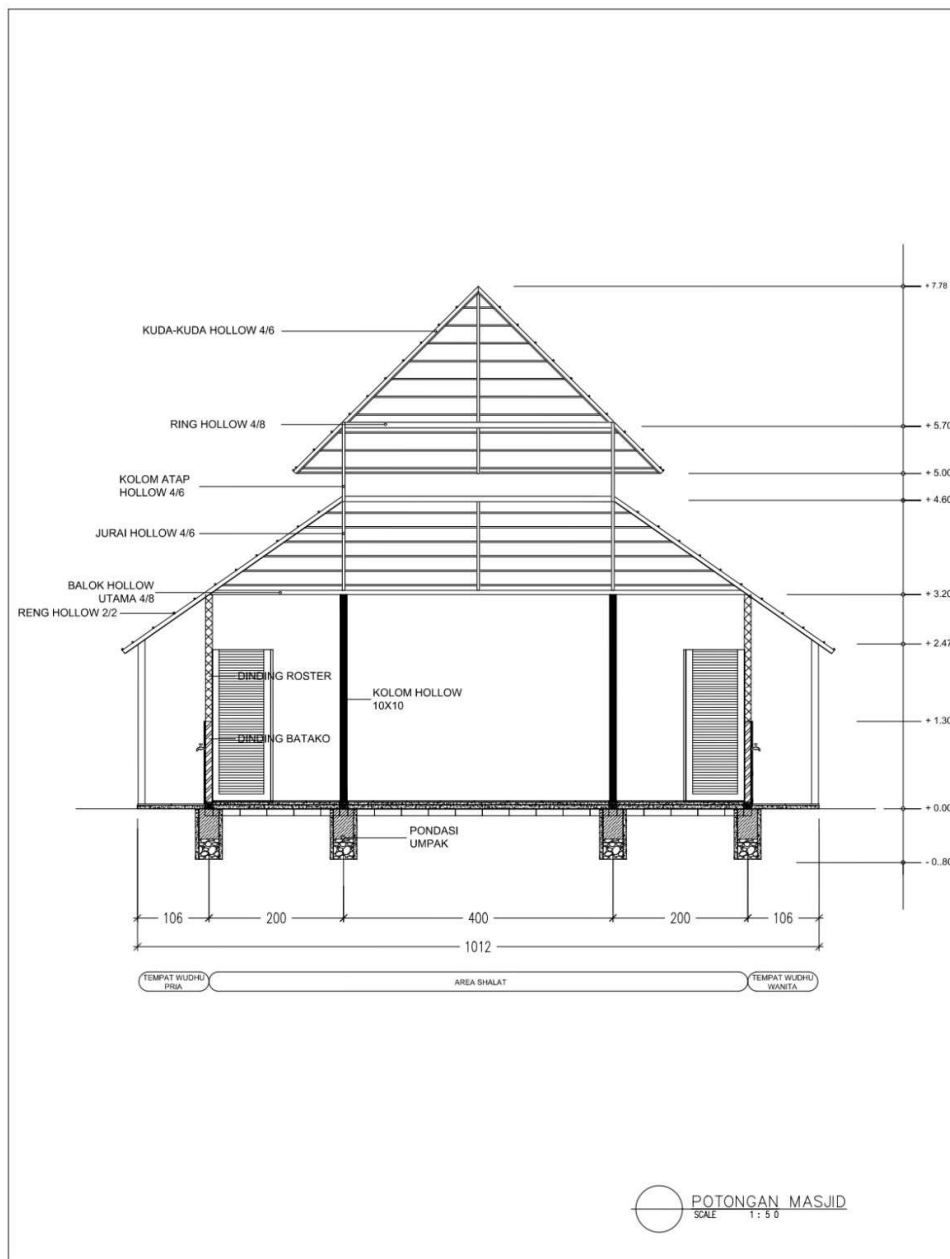 + 7.78
KUDA-KUDA HOLLOW 4/6
RING HOLLOW 4/8
+ 5.70
+ 5.00
KOLOM ATAP
HOLLOW 4/6
+ 4.60
JURAI HOLLOW 4/6
BALOK HOLLOW
UTAMA 4/8
+ 3.20
RENG HOLLOW 2/2
+ 2.47
DINDING ROSTER
KOLOM HOLLOW
10X10
+ 1.30
DINDING BATAKO
+ 0.00
PONDASI
UMPAK
- 0..80
106 200 400 200 106
1012
TEMPAT WUDHU
PRIA
AREA SHALAT
TEMPAT WUDHU
WANITA
POTONGAN MASJID
SCALE 1 : 5 0